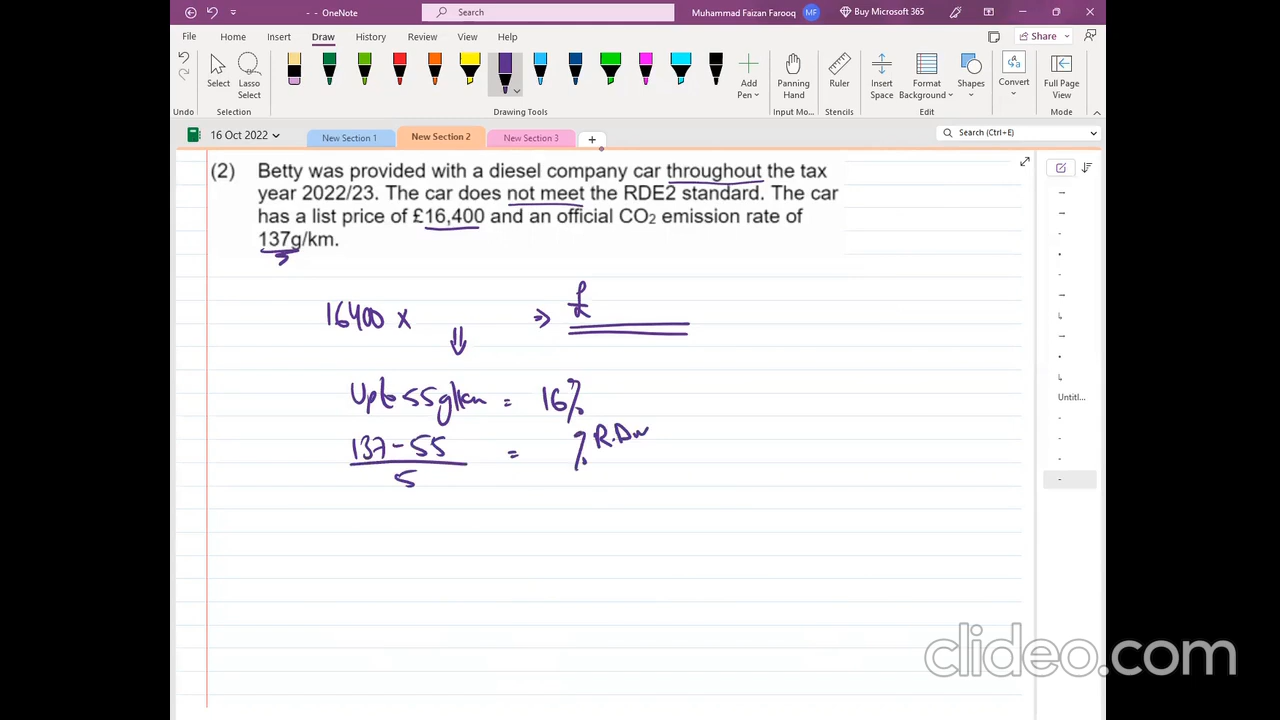 - - OneNote
Search
Muhammad Faizan Farooq
MF
Buy Microsoft 365
File
Home
Insert
Draw
History
Review
View
Help
Share
Select
Lasso
Select
Add
Pen
Panning
Hand
Ruler
Insert
Space
Format
Background
Shapes
Convert
Full Page
View
Undo
Selection
Drawing Tools
Input Mo...
Stencils
Edit
Mode
16 Oct 2022
New Section 1
New Section 2
New Section 3
+
Search (Ctrl+E)
(2) Betty was provided with a diesel company car throughout the tax
year 2022/23. The car does not meet the RDE2 standard. The car
has a list price of £16,400 and an official CO2 emission rate of
137g/km.
16400 x ⇒ £
⇓
Upto 55g/km = 16%
137 - 55 = % R.Dw
5
Untitl...
clideo.com